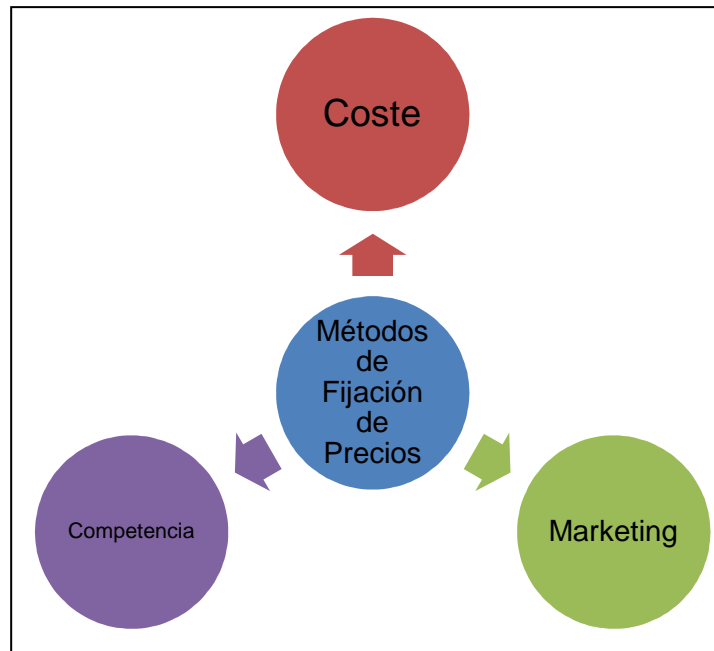 Coste
Métodos
de
Fijación
de
Precios
Competencia
Marketing